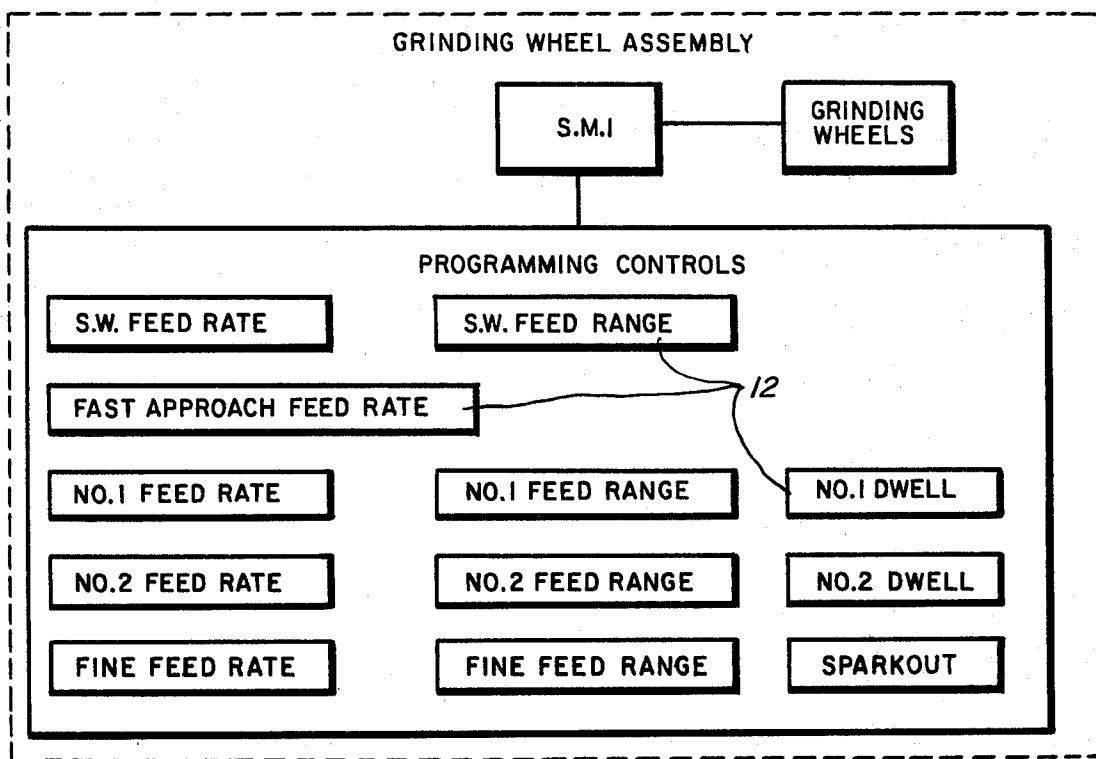 GRINDING WHEEL ASSEMBLY
S.M.1
GRINDING
WHEELS
PROGRAMMING CONTROLS
S.W. FEED RATE
S.W. FEED RANGE
12
FAST APPROACH FEED RATE
NO.1 FEED RATE
NO.1 FEED RANGE
NO.1 DWELL
NO.2 FEED RATE
NO.2 FEED RANGE
NO.2 DWELL
FINE FEED RATE
FINE FEED RANGE
SPARKOUT